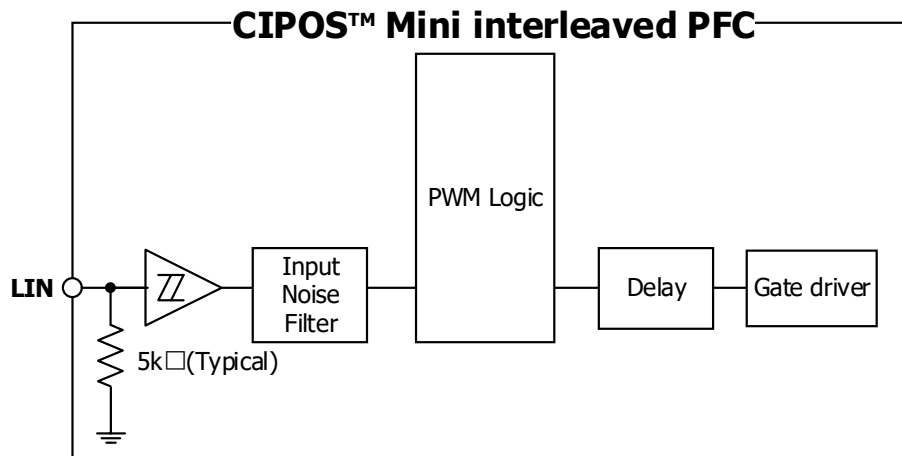 CIPOS™ Mini interleaved PFC
PWM Logic
LIN
Input
Noise
Filter
Delay
Gate driver
5k□(Typical)